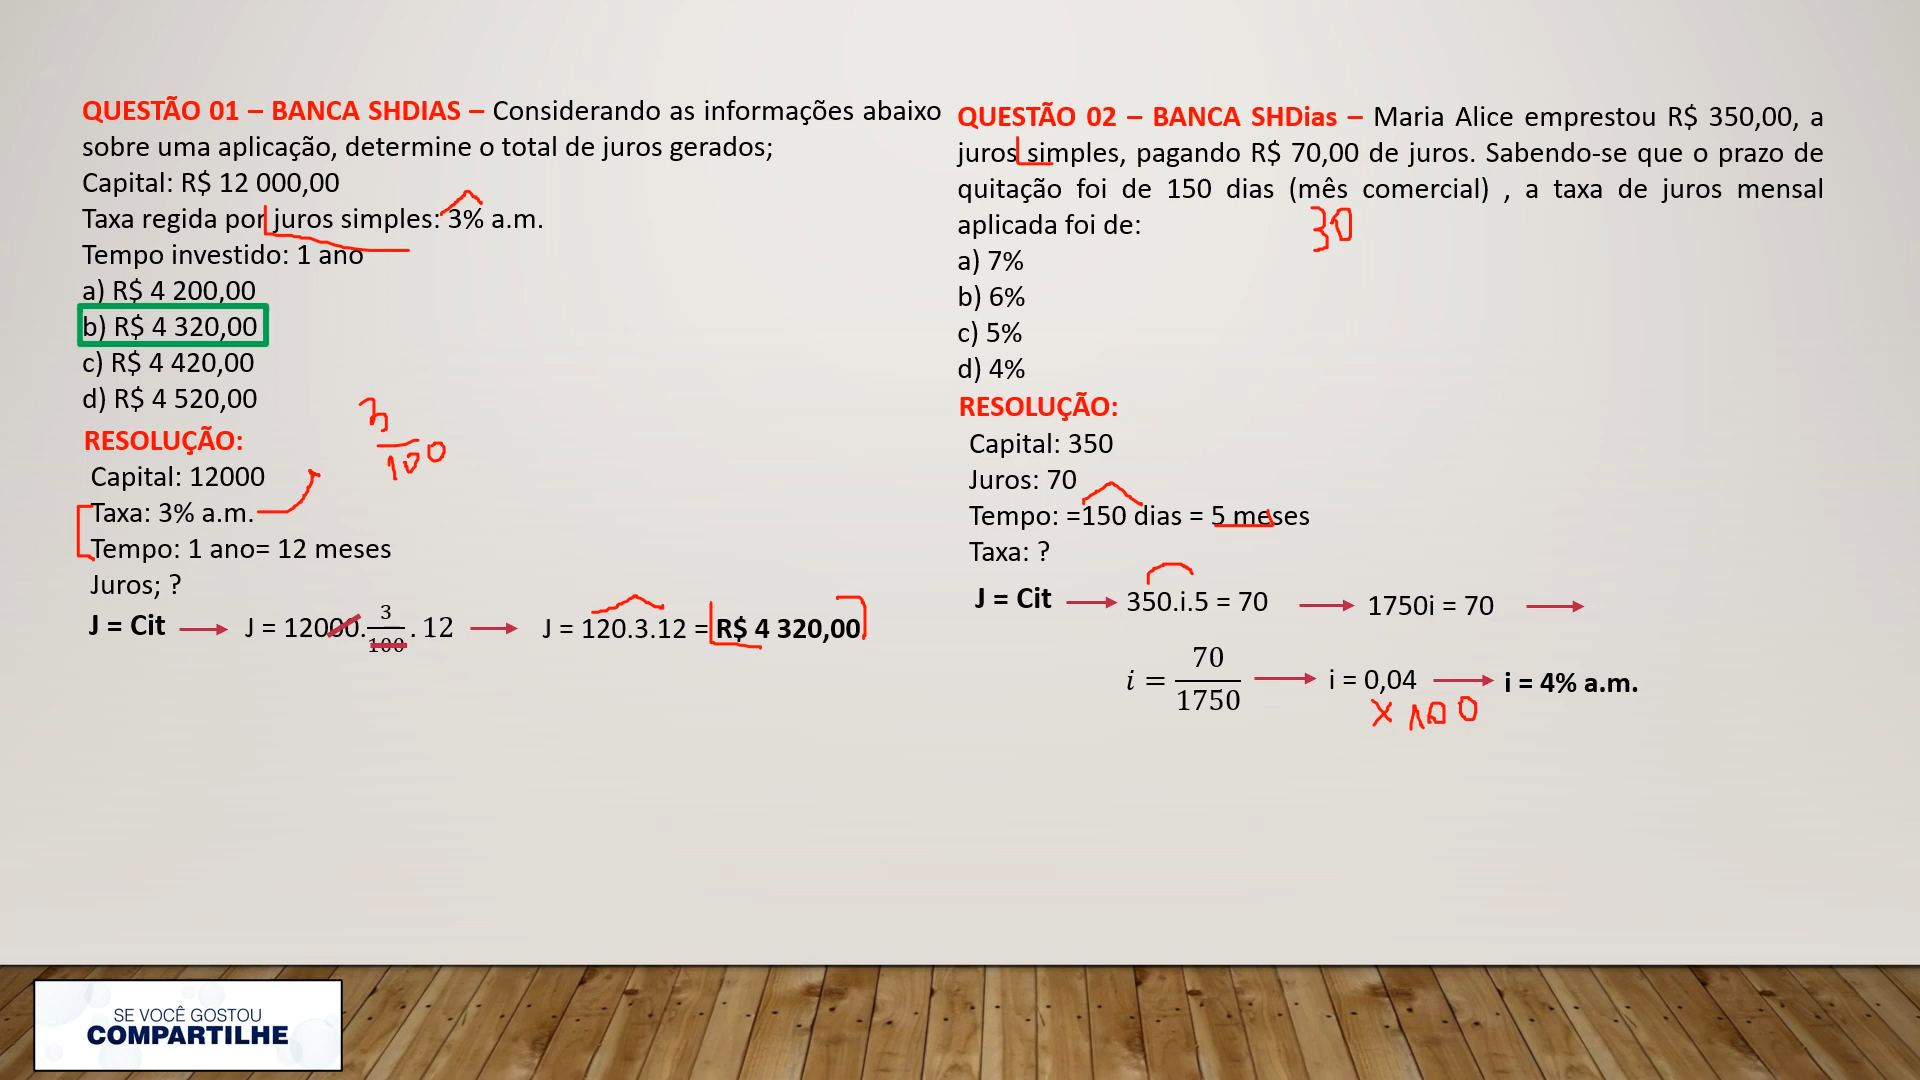 QUESTÃO 01 – BANCA SHDIAS – Considerando as informações abaixo
sobre uma aplicação, determine o total de juros gerados;
Capital: R$ 12 000,00
Taxa regida por juros simples: 3% a.m.
Tempo investido: 1 ano
a) R$ 4 200,00
b) R$ 4 320,00
c) R$ 4 420,00
d) R$ 4 520,00
3
100
RESOLUÇÃO:
Capital: 12000
Taxa: 3% a.m.
Tempo: 1 ano= 12 meses
Juros; ?
J = Cit J = 12000. 3/100 . 12 J = 120.3.12 = R$ 4 320,00
QUESTÃO 02 – BANCA SHDias – Maria Alice emprestou R$ 350,00, a
juros simples, pagando R$ 70,00 de juros. Sabendo-se que o prazo de
quitação foi de 150 dias (mês comercial) , a taxa de juros mensal
aplicada foi de:
30
a) 7%
b) 6%
c) 5%
d) 4%
RESOLUÇÃO:
Capital: 350
Juros: 70
Tempo: =150 dias = 5 meses
Taxa: ?
J = Cit 350.i.5 = 70 1750i = 70
i = 70/1750 i = 0,04 i = 4% a.m.
x 100
SE VOCÊ GOSTOU
COMPARTILHE